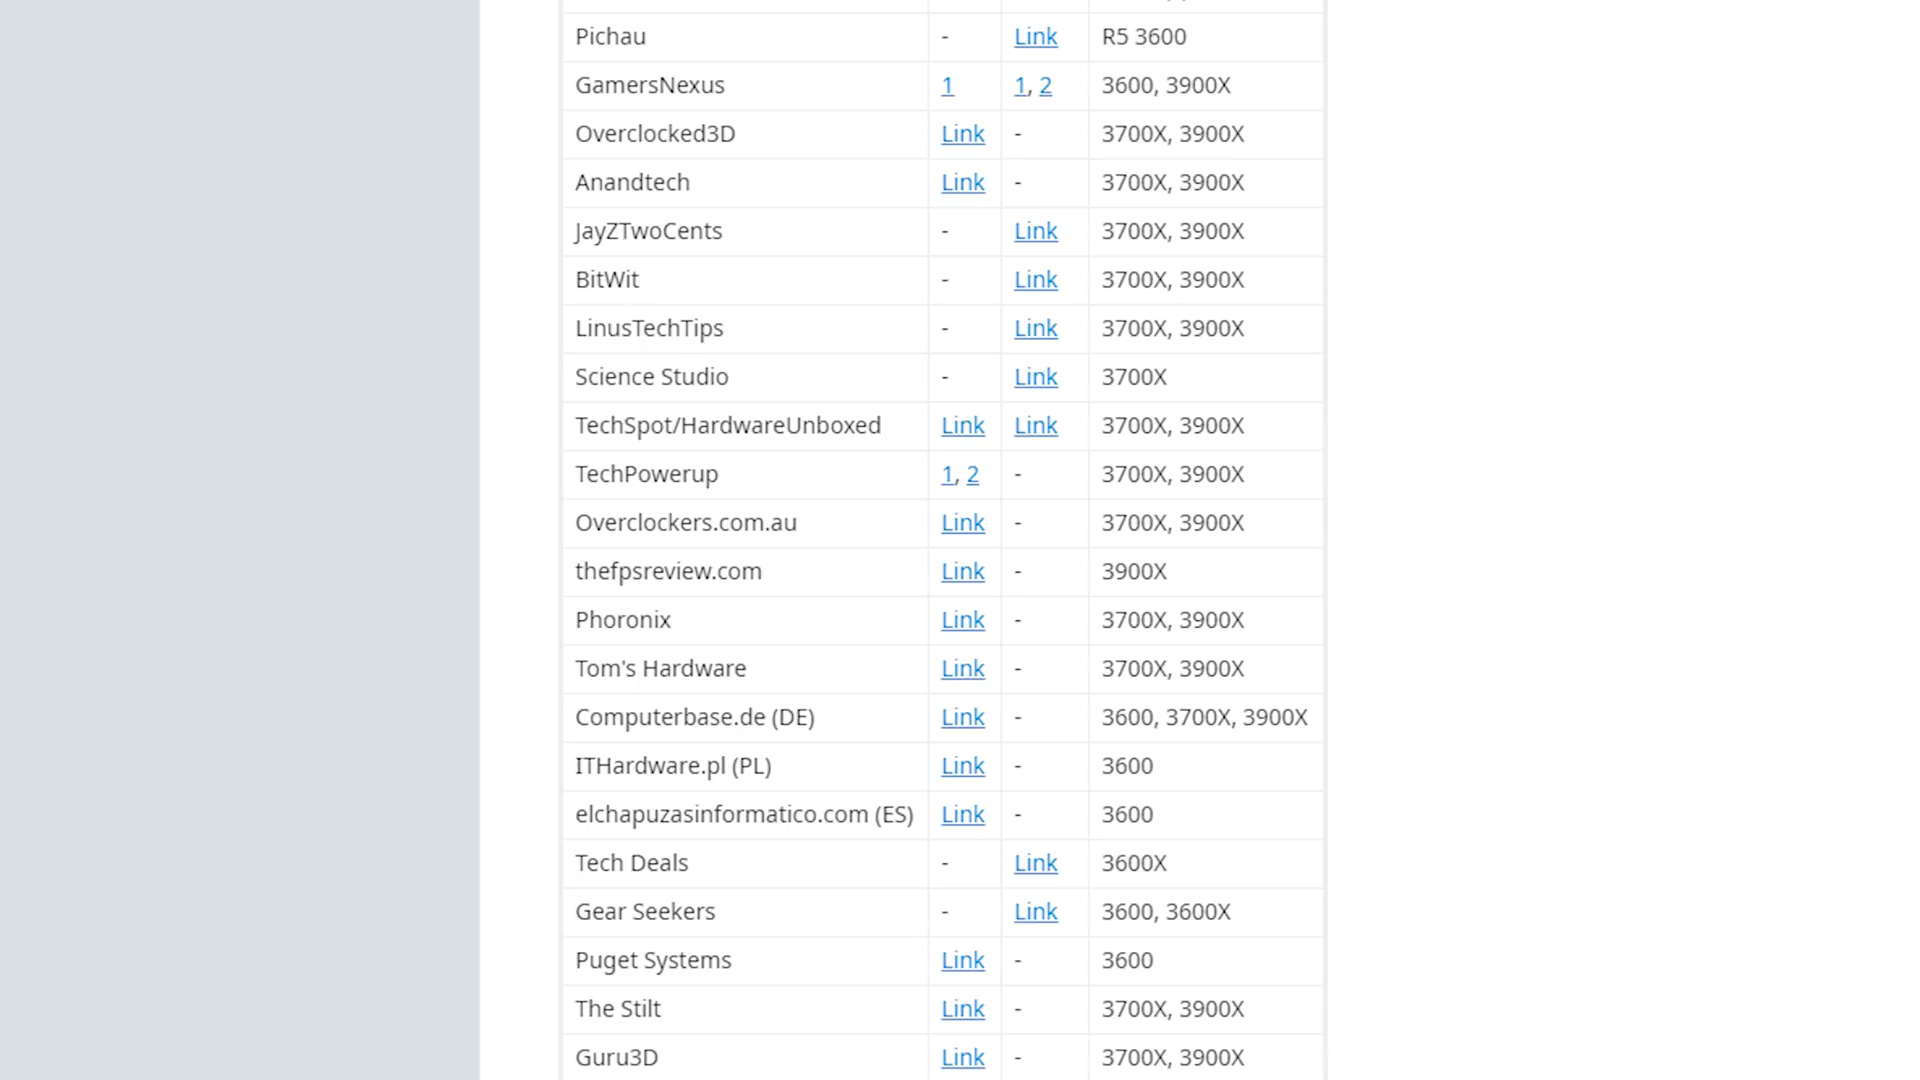 Pichau - Link R5 3600
GamersNexus 1 1, 2 3600, 3900X
Overclocked3D Link - 3700X, 3900X
Anandtech Link - 3700X, 3900X
JayZTwoCents - Link 3700X, 3900X
BitWit - Link 3700X, 3900X
LinusTechTips - Link 3700X, 3900X
Science Studio - Link 3700X
TechSpot/HardwareUnboxed Link Link 3700X, 3900X
TechPowerup 1, 2 - 3700X, 3900X
Overclockers.com.au Link - 3700X, 3900X
thefpsreview.com Link - 3900X
Phoronix Link - 3700X, 3900X
Tom's Hardware Link - 3700X, 3900X
Computerbase.de (DE) Link - 3600, 3700X, 3900X
ITHardware.pl (PL) Link - 3600
elchapuzasinformatico.com (ES) Link - 3600
Tech Deals - Link 3600X
Gear Seekers - Link 3600, 3600X
Puget Systems Link - 3600
The Stilt Link - 3700X, 3900X
Guru3D Link - 3700X, 3900X